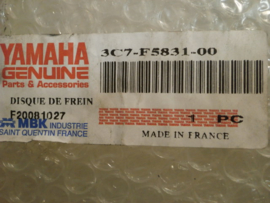 YAMAHA
GENUINE
Parts & Accessories
3C7-F5831-00
DISQUE DE FREIN
F20081027
1 PC
MBK INDUSTRIE
SAINT QUENTIN FRANCE
MADE IN FRANCE